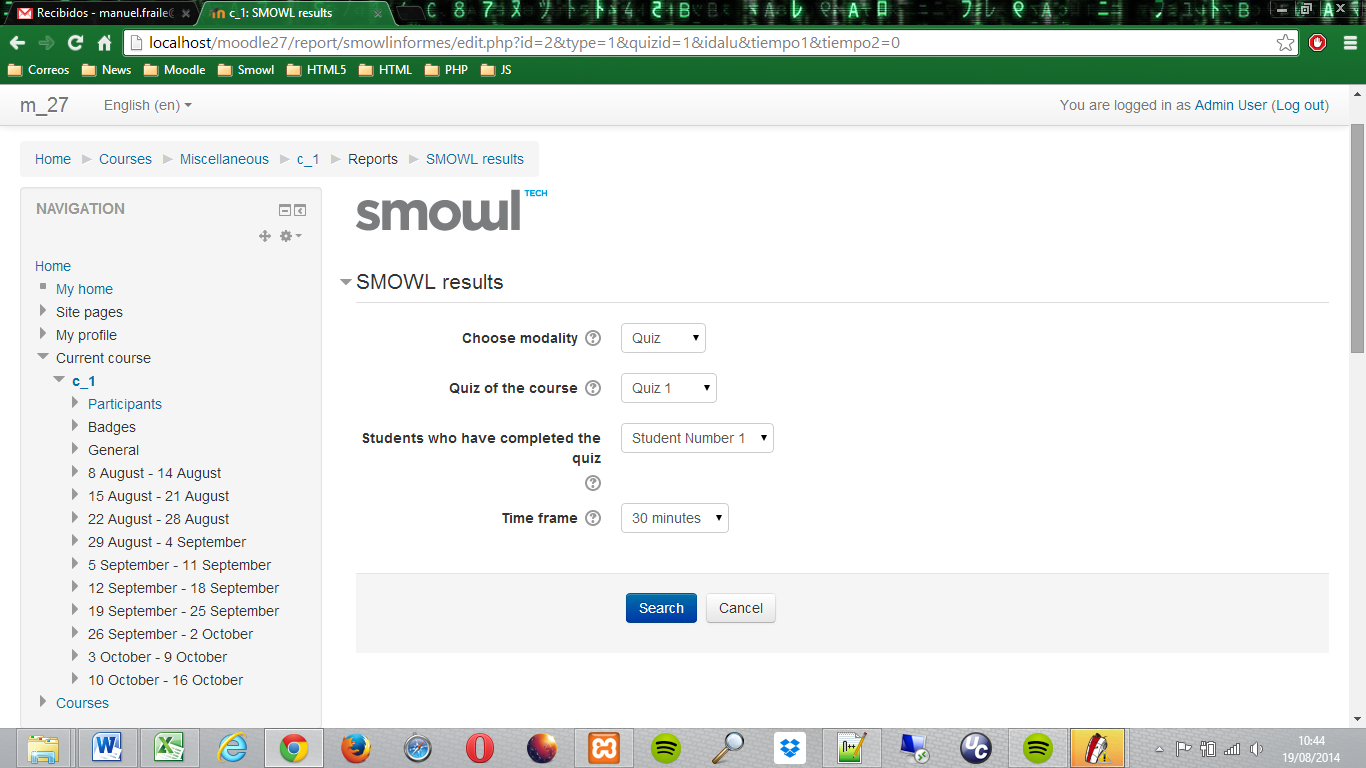 Recibidos - manuel.fraile@
c_1: SMOWL results
localhost/moodle27/report/smowlinformes/edit.php?id=2&type=1&quizid=1&idalu&tiempo1&tiempo2=0
Correos News Moodle Smowl HTML5 HTML PHP JS
m_27 English (en) You are logged in as Admin User (Log out)
Home Courses Miscellaneous c_1 Reports SMOWL results
NAVIGATION
Home
My home
Site pages
My profile
Current course
c_1
Participants
Badges
General
8 August - 14 August
15 August - 21 August
22 August - 28 August
29 August - 4 September
5 September - 11 September
12 September - 18 September
19 September - 25 September
26 September - 2 October
3 October - 9 October
10 October - 16 October
Courses
smowl TECH
SMOWL results
Choose modality ? Quiz
Quiz of the course ? Quiz 1
Students who have completed the
quiz
? Student Number 1
Time frame ? 30 minutes
Search Cancel
10:44
19/08/2014